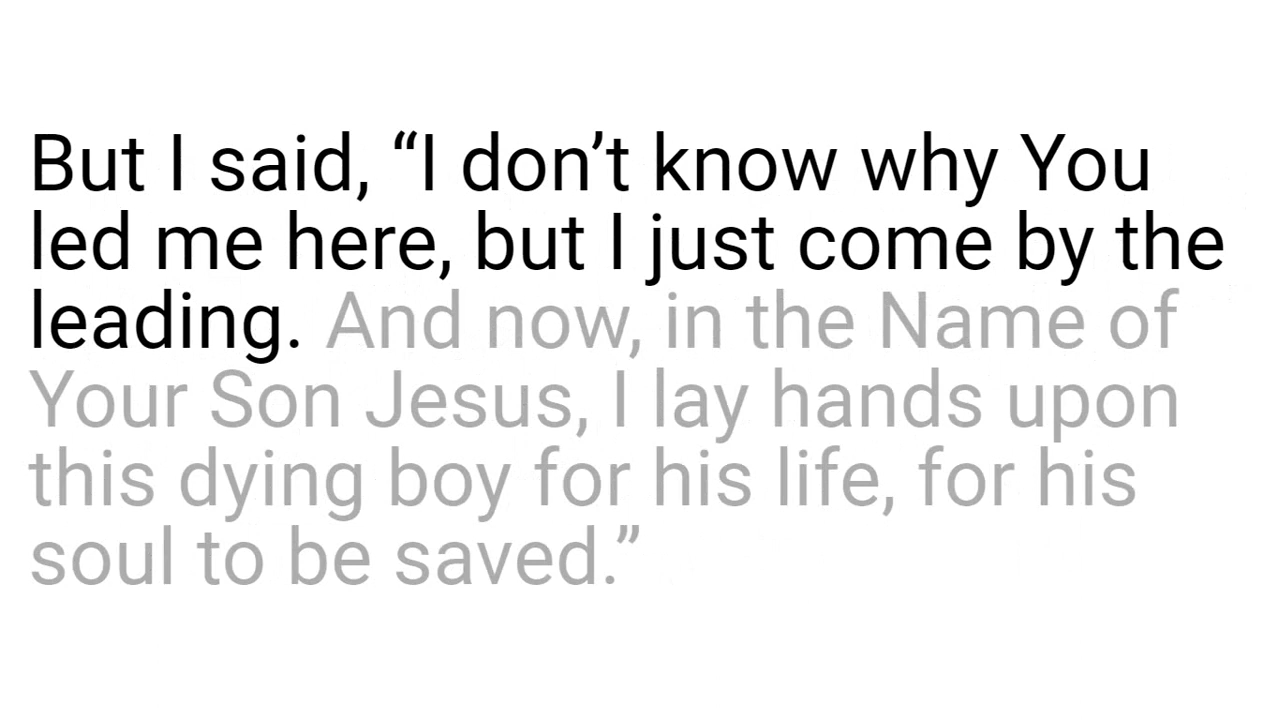 But I said, “I don’t know why You
led me here, but I just come by the
leading. And now, in the Name of
Your Son Jesus, I lay hands upon
this dying boy for his life, for his
soul to be saved.”